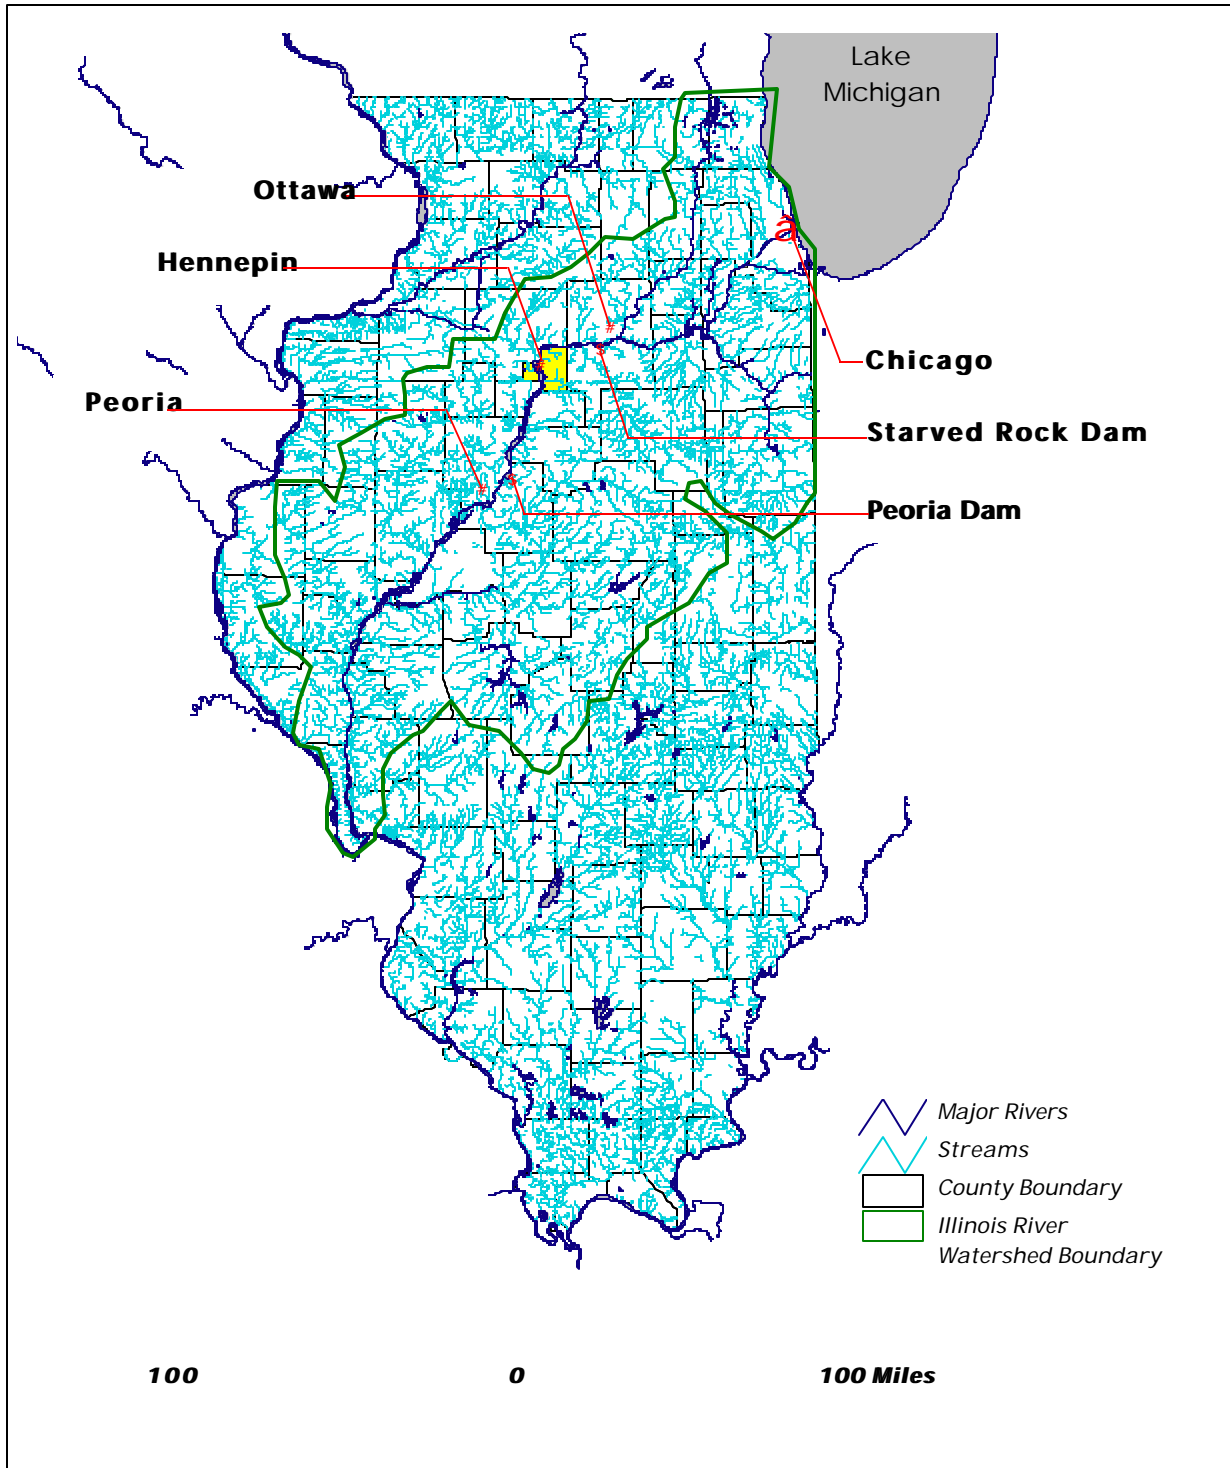 Lake
Michigan
Ottawa
a
Hennepin
#
Chicago
Peoria
Starved Rock Dam
#
Peoria Dam
Major Rivers
Streams
County Boundary
Illinois River
Watershed Boundary
100 0 100 Miles